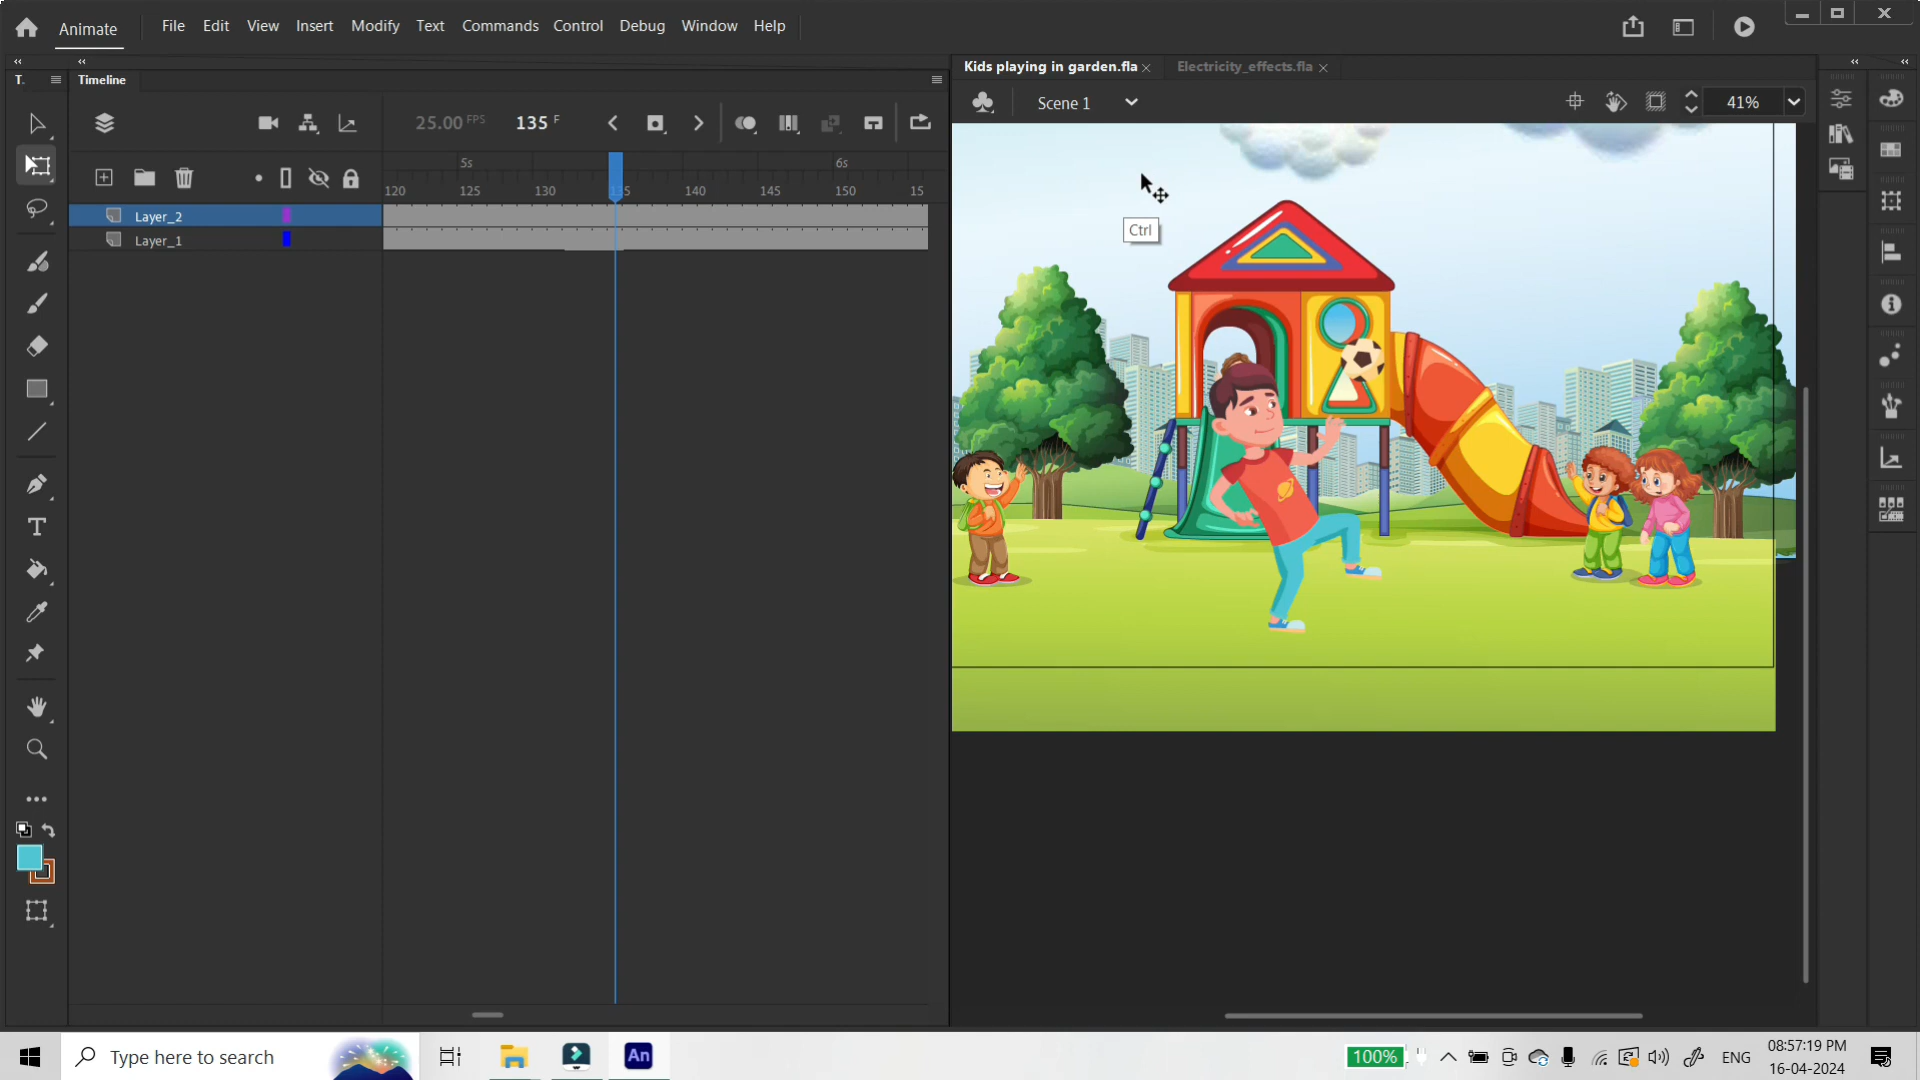 Animate
File Edit View Insert Modify Text Commands Control Debug Window Help
T.
Timeline
Kids playing in garden.fla
Electricity_effects.fla
25.00 FPS
135 F
Scene 1
41%
5s
6s
120 125 130 135 140 145 150 15
Layer_2
Layer_1
Ctrl
T
An
Type here to search
100%
ENG
08:57:19 PM
16-04-2024